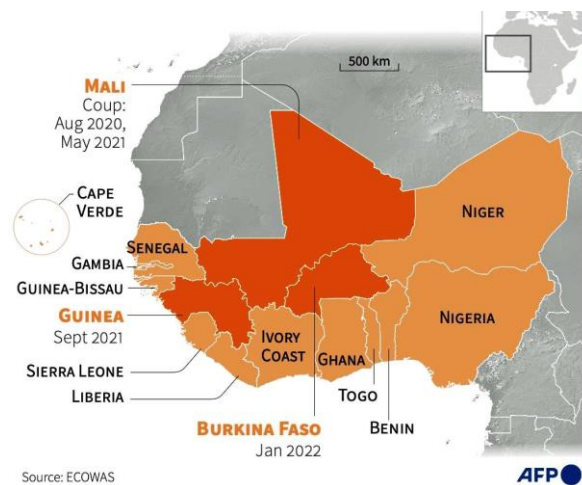 500 km
MALI
Coup:
Aug 2020,
May 2021
CAPE
VERDE
NIGER
SENEGAL
GAMBIA
GUINEA-BISSAU
GUINEA
Sept 2021
NIGERIA
IVORY
COAST
GHANA
SIERRA LEONE
LIBERIA
TOGO
BENIN
BURKINA FASO
Jan 2022
Source: ECOWAS
AFP